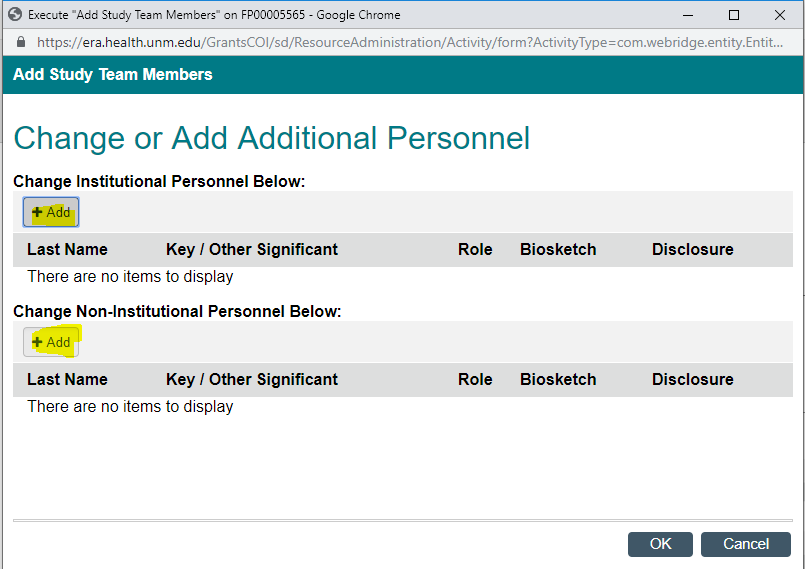 Execute "Add Study Team Members" on FP00005565 - Google Chrome
https://era.health.unm.edu/GrantsCOI/sd/ResourceAdministration/Activity/form?ActivityType=com.webridge.entity.Entit...
Add Study Team Members
Change or Add Additional Personnel
Change Institutional Personnel Below:
+ Add
Last Name Key / Other Significant Role Biosketch Disclosure
There are no items to display
Change Non-Institutional Personnel Below:
+ Add
Last Name Key / Other Significant Role Biosketch Disclosure
There are no items to display
OK Cancel